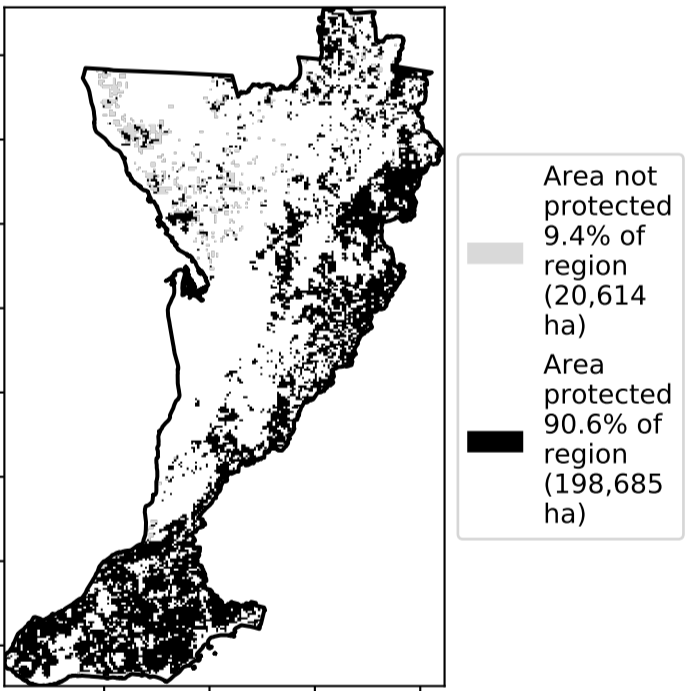 Area not
protected
9.4% of
region
(20,614
ha)
Area
protected
90.6% of
region
(198,685
ha)